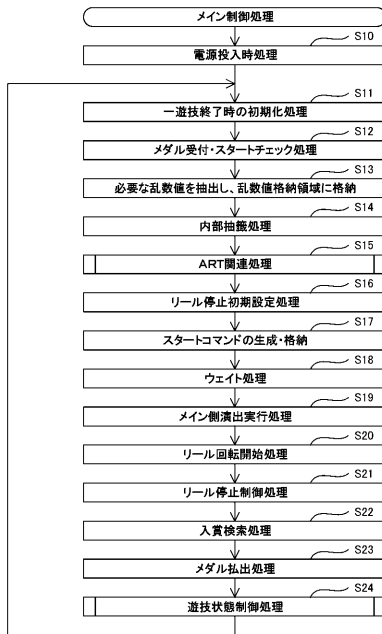 メイン制御処理
S10
電源投入時処理
S11
一遊技終了時の初期化処理
S12
メダル受付・スタートチェック処理
S13
必要な乱数値を抽出し、乱数値格納領域に格納
S14
内部抽籤処理
S15
ART関連処理
S16
リール停止初期設定処理
S17
スタートコマンドの生成・格納
S18
ウェイト処理
S19
メイン側演出実行処理
S20
リール回転開始処理
S21
リール停止制御処理
S22
入賞検索処理
S23
メダル払出処理
S24
遊技状態制御処理